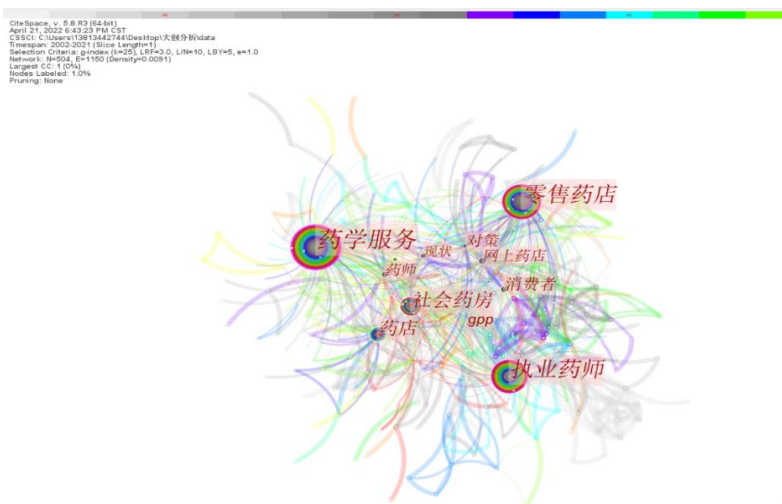 CiteSpace, v. 5.8.R3 (64-bit)
April 21, 2022 6:43:23 PM CST
CSSCI: C:\Users\13813442744\Desktop\大创分析\data
Timespan: 2002-2021 (Slice Length=1)
Selection Criteria: g-index (k=25), LRF=3.0, L/N=10, LBY=5, e=1.0
Network: N=504, E=1150 (Density=0.0091)
Largest CC: 1 (0%)
Nodes Labeled: 1.0%
Pruning: None
零售药店
药学服务
对策
现状
网上药店
药师
消费者
社会药房
gpp
药店
执业药师